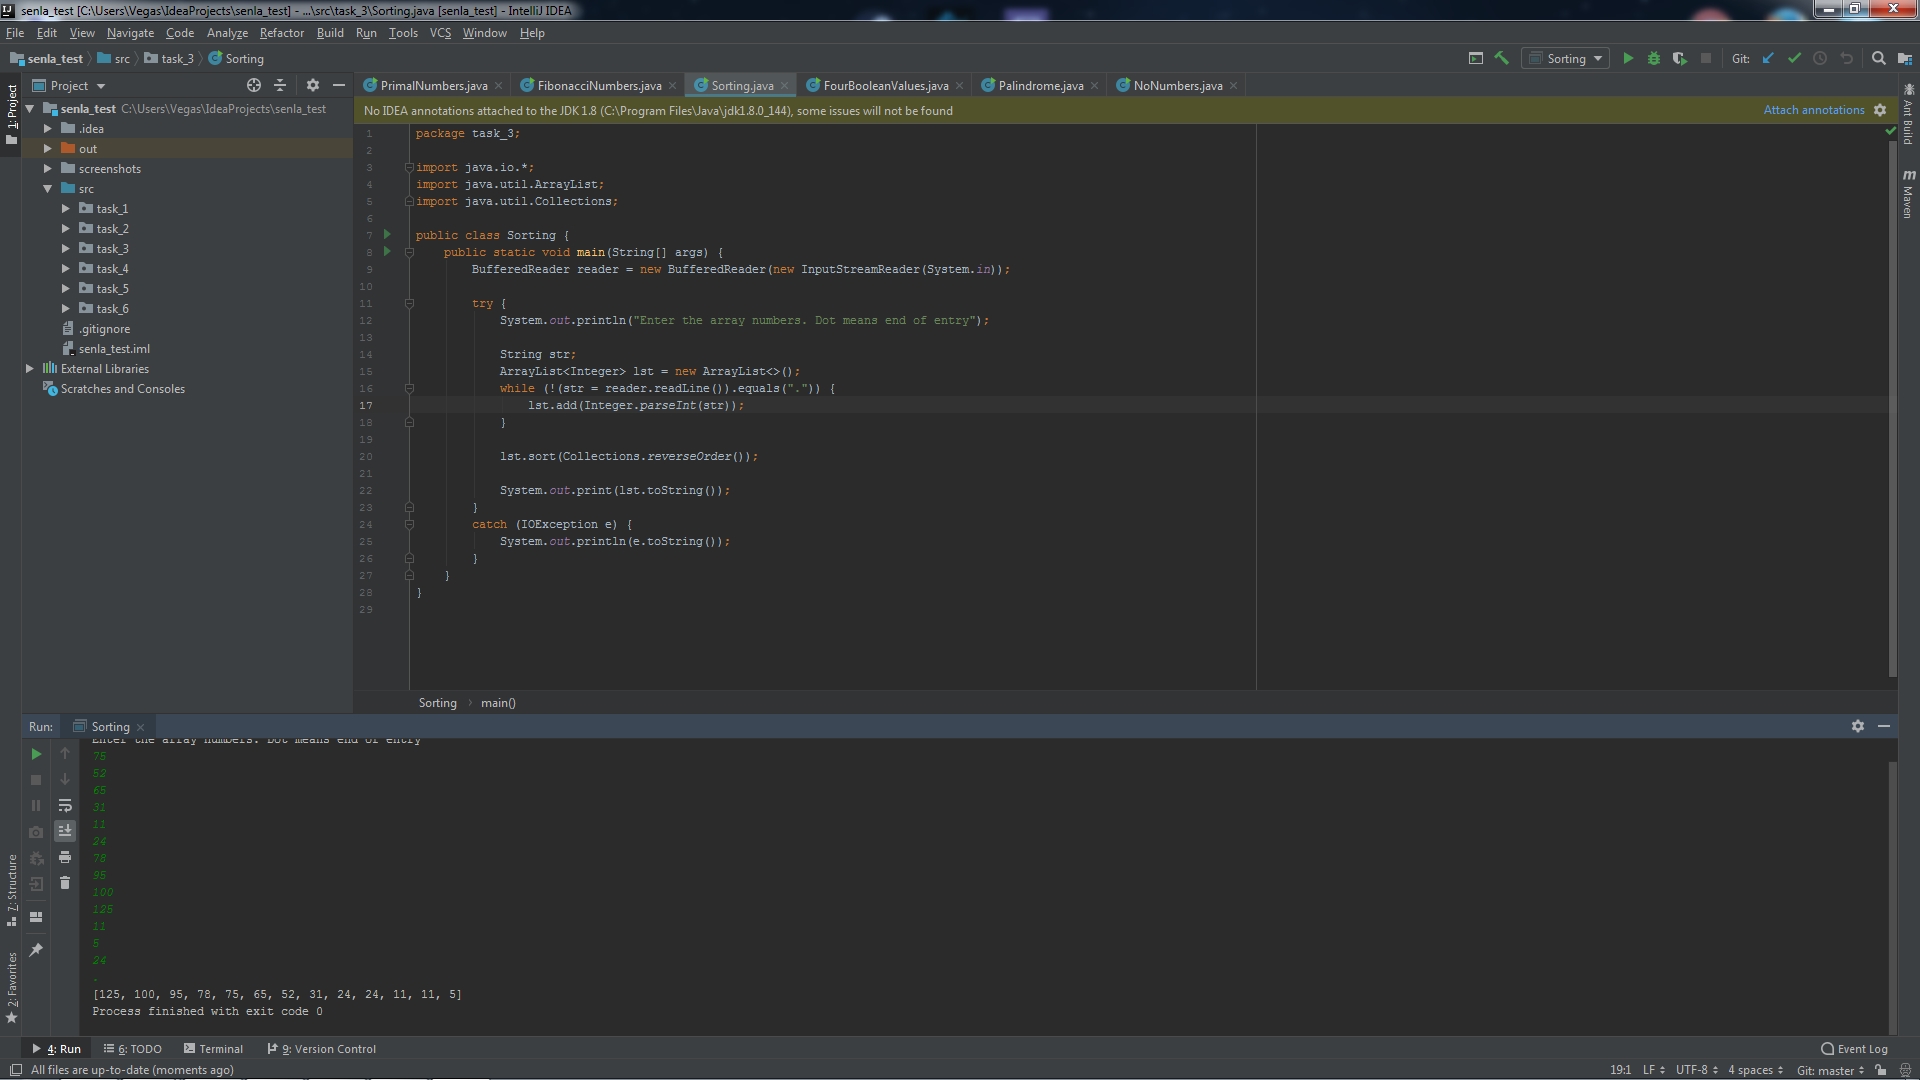 senla_test [C:\Users\Vegas\IdeaProjects\senla_test] - ...\src\task_3\Sorting.java [senla_test] - IntelliJ IDEA
File Edit View Navigate Code Analyze Refactor Build Run Tools VCS Window Help
senla_test src task_3 Sorting
Sorting Git:
Project
PrimalNumbers.java FibonacciNumbers.java Sorting.java FourBooleanValues.java Palindrome.java NoNumbers.java
No IDEA annotations attached to the JDK 1.8 (C:\Program Files\Java\jdk1.8.0_144), some issues will not be found Attach annotations
1: Project
senla_test C:\Users\Vegas\IdeaProjects\senla_test
.idea
out
screenshots
src
task_1
task_2
task_3
task_4
task_5
task_6
.gitignore
senla_test.iml
External Libraries
Scratches and Consoles
1 package task_3;
2
3 import java.io.*;
4 import java.util.ArrayList;
5 import java.util.Collections;
6
7 public class Sorting {
8 public static void main(String[] args) {
9 BufferedReader reader = new BufferedReader(new InputStreamReader(System.in));
10
11 try {
12 System.out.println("Enter the array numbers. Dot means end of entry");
13
14 String str;
15 ArrayList<Integer> lst = new ArrayList<>();
16 while (!(str = reader.readLine()).equals(".")) {
17 lst.add(Integer.parseInt(str));
18 }
19
20 lst.sort(Collections.reverseOrder());
21
22 System.out.print(lst.toString());
23 }
24 catch (IOException e) {
25 System.out.println(e.toString());
26 }
27 }
28 }
29
Sorting main()
Ant Build
m Maven
Run: Sorting
Enter the array numbers. Dot means end of entry
75
52
65
31
11
24
78
95
100
125
11
5
24
.
[125, 100, 95, 78, 75, 65, 52, 31, 24, 24, 11, 11, 5]
Process finished with exit code 0
7: Structure
2: Favorites
4: Run 6: TODO Terminal 9: Version Control Event Log
All files are up-to-date (moments ago) 19:1 LF UTF-8 4 spaces Git: master